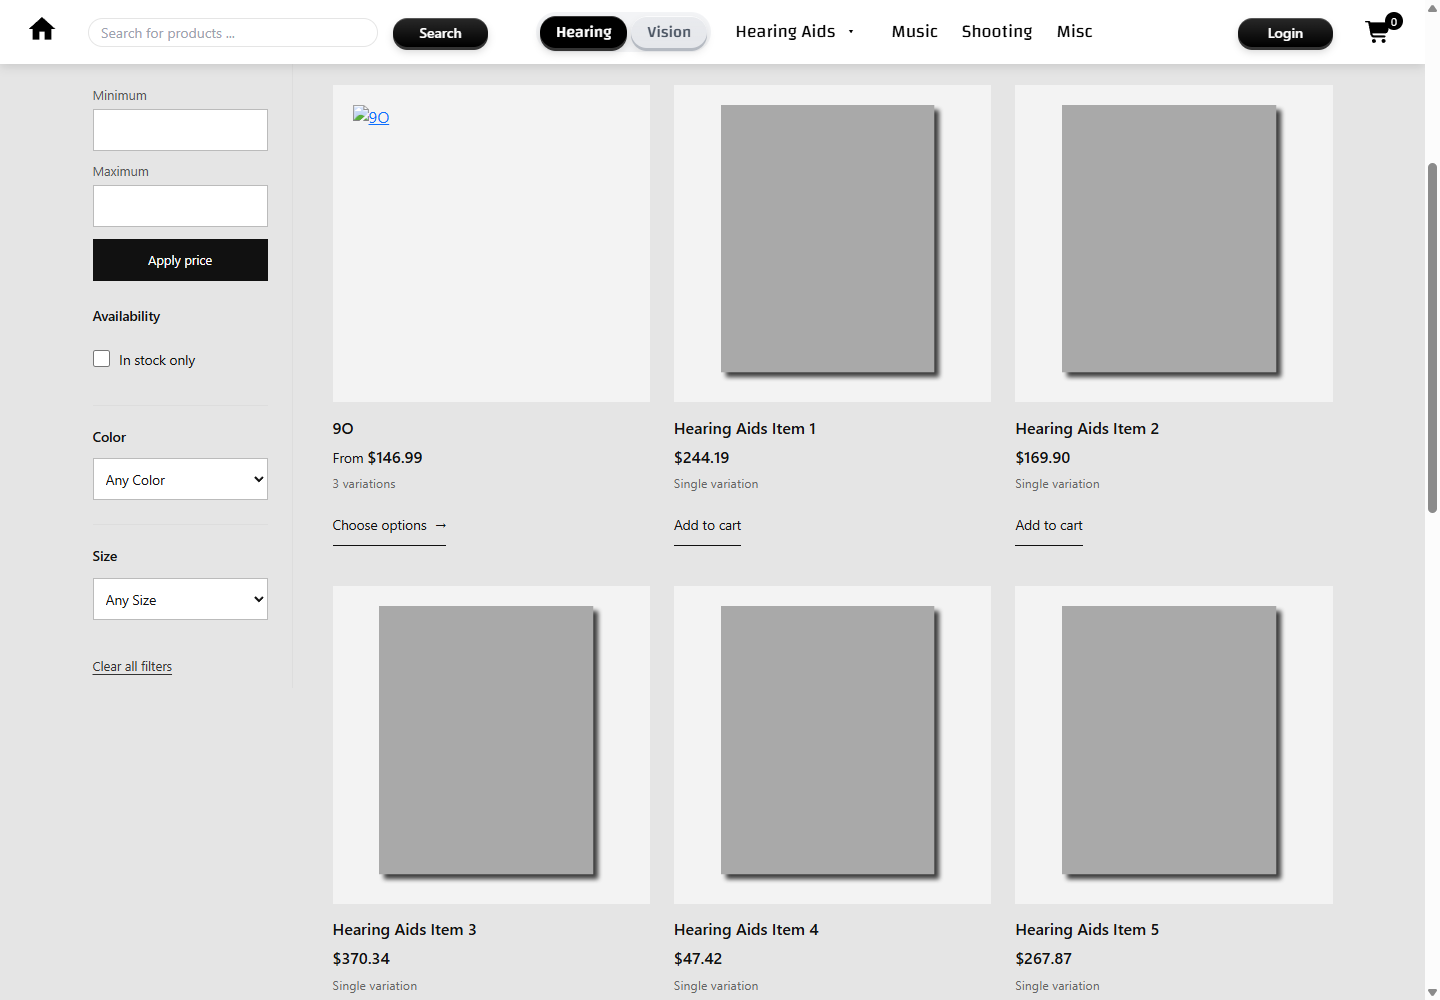 Search for products ...
Search
Hearing
Vision
Hearing Aids
Music
Shooting
Misc
Login
0
Minimum
Maximum
Apply price
Availability
In stock only
Color
Any Color
Size
Any Size
Clear all filters
9O
9O
From $146.99
3 variations
Choose options →
Hearing Aids Item 1
$244.19
Single variation
Add to cart
Hearing Aids Item 2
$169.90
Single variation
Add to cart
Hearing Aids Item 3
$370.34
Single variation
Hearing Aids Item 4
$47.42
Single variation
Hearing Aids Item 5
$267.87
Single variation